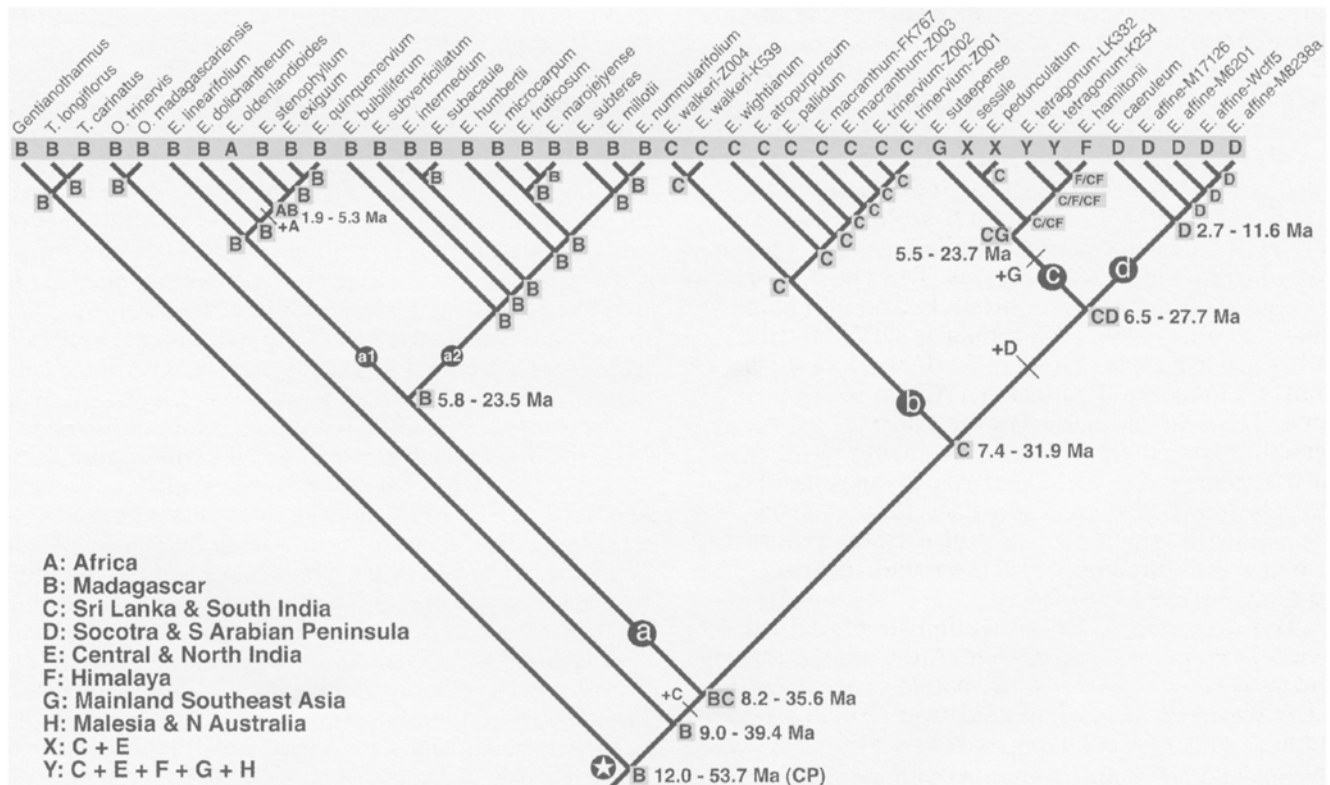 Gentianothamnus
T. longiflorus
T. carinatus
O. trinervis
O. madagascariensis
E. linearifolium
E. dolichantherum
E. oldenlandioides
E. stenophyllum
E. exiguum
E. quinquenervium
E. bulbilliferum
E. subverticillatum
E. intermedium
E. subacaule
E. humbertii
E. microcarpum
E. fruticosum
E. marojejyense
E. subteres
E. millotii
E. nummularifolium
E. walkeri-Z004
E. walkeri-K539
E. wightianum
E. atropurpureum
E. pallidum
E. macranthum-FK767
E. macranthum-Z003
E. trinervium-Z002
E. trinervium-Z001
E. sutaepense
E. sessile
E. pedunculatum
E. tetragonum-LK332
E. tetragonum-K254
E. hamiltonii
E. caeruleum
E. affine-M17126
E. affine-M6201
E. affine-Wcff5
E. affine-M8238a
B B B B B B B A B B B B B B B B B B B B B C C C C C C C C C G X X Y Y F D D D D D
B B B B B C C F/CF D
B B B B C C/F/CF D
B AB 1.9 - 5.3 Ma C C/CF D
+A B B C CG D 2.7 - 11.6 Ma
B B C 5.5 - 23.7 Ma
B C +G c d
B
B CD 6.5 - 27.7 Ma
+D
a1 a2
B 5.8 - 23.5 Ma b
C 7.4 - 31.9 Ma
A: Africa
B: Madagascar
C: Sri Lanka & South India
D: Socotra & S Arabian Peninsula
E: Central & North India
F: Himalaya
G: Mainland Southeast Asia
H: Malesia & N Australia
X: C + E
Y: C + E + F + G + H
a
+C BC 8.2 - 35.6 Ma
B 9.0 - 39.4 Ma
B 12.0 - 53.7 Ma (CP)